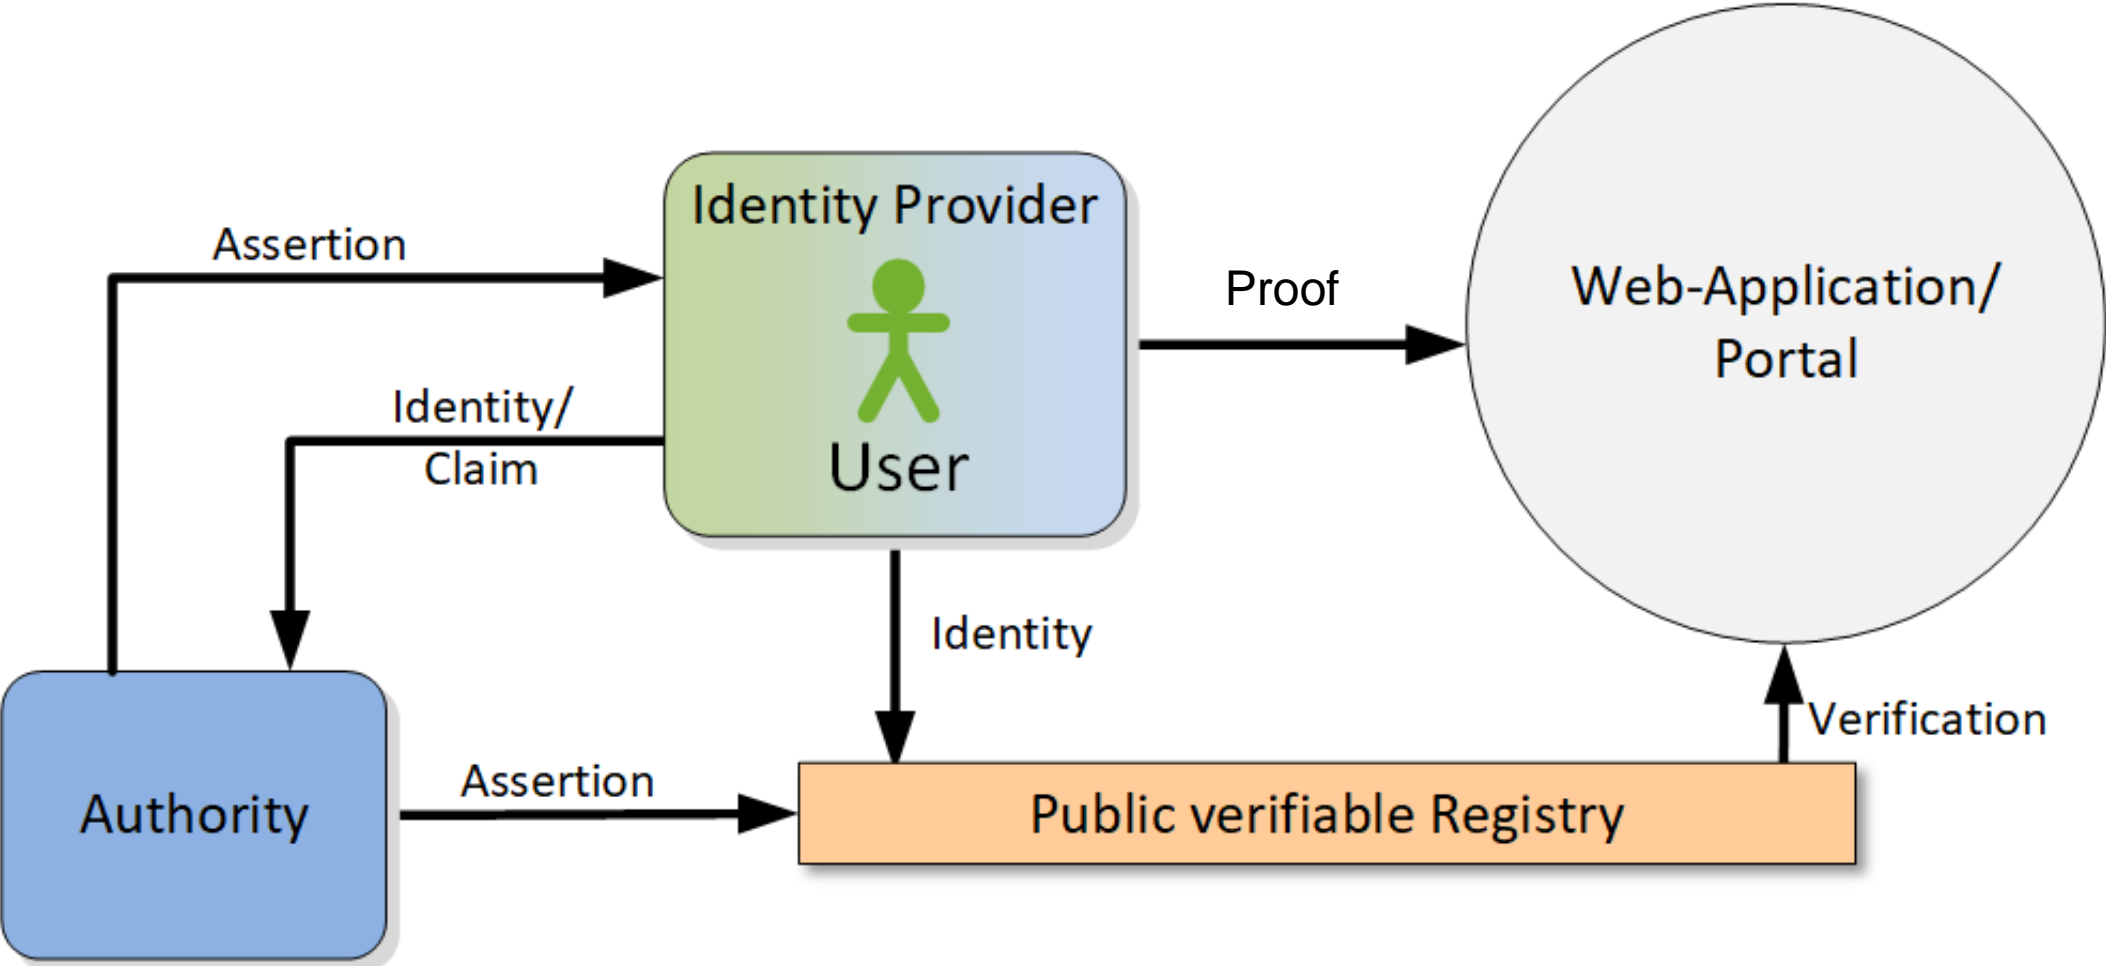 Identity Provider
User
Assertion
Identity/
Claim
Proof
Web-Application/
Portal
Identity
Verification
Authority
Assertion
Public verifiable Registry